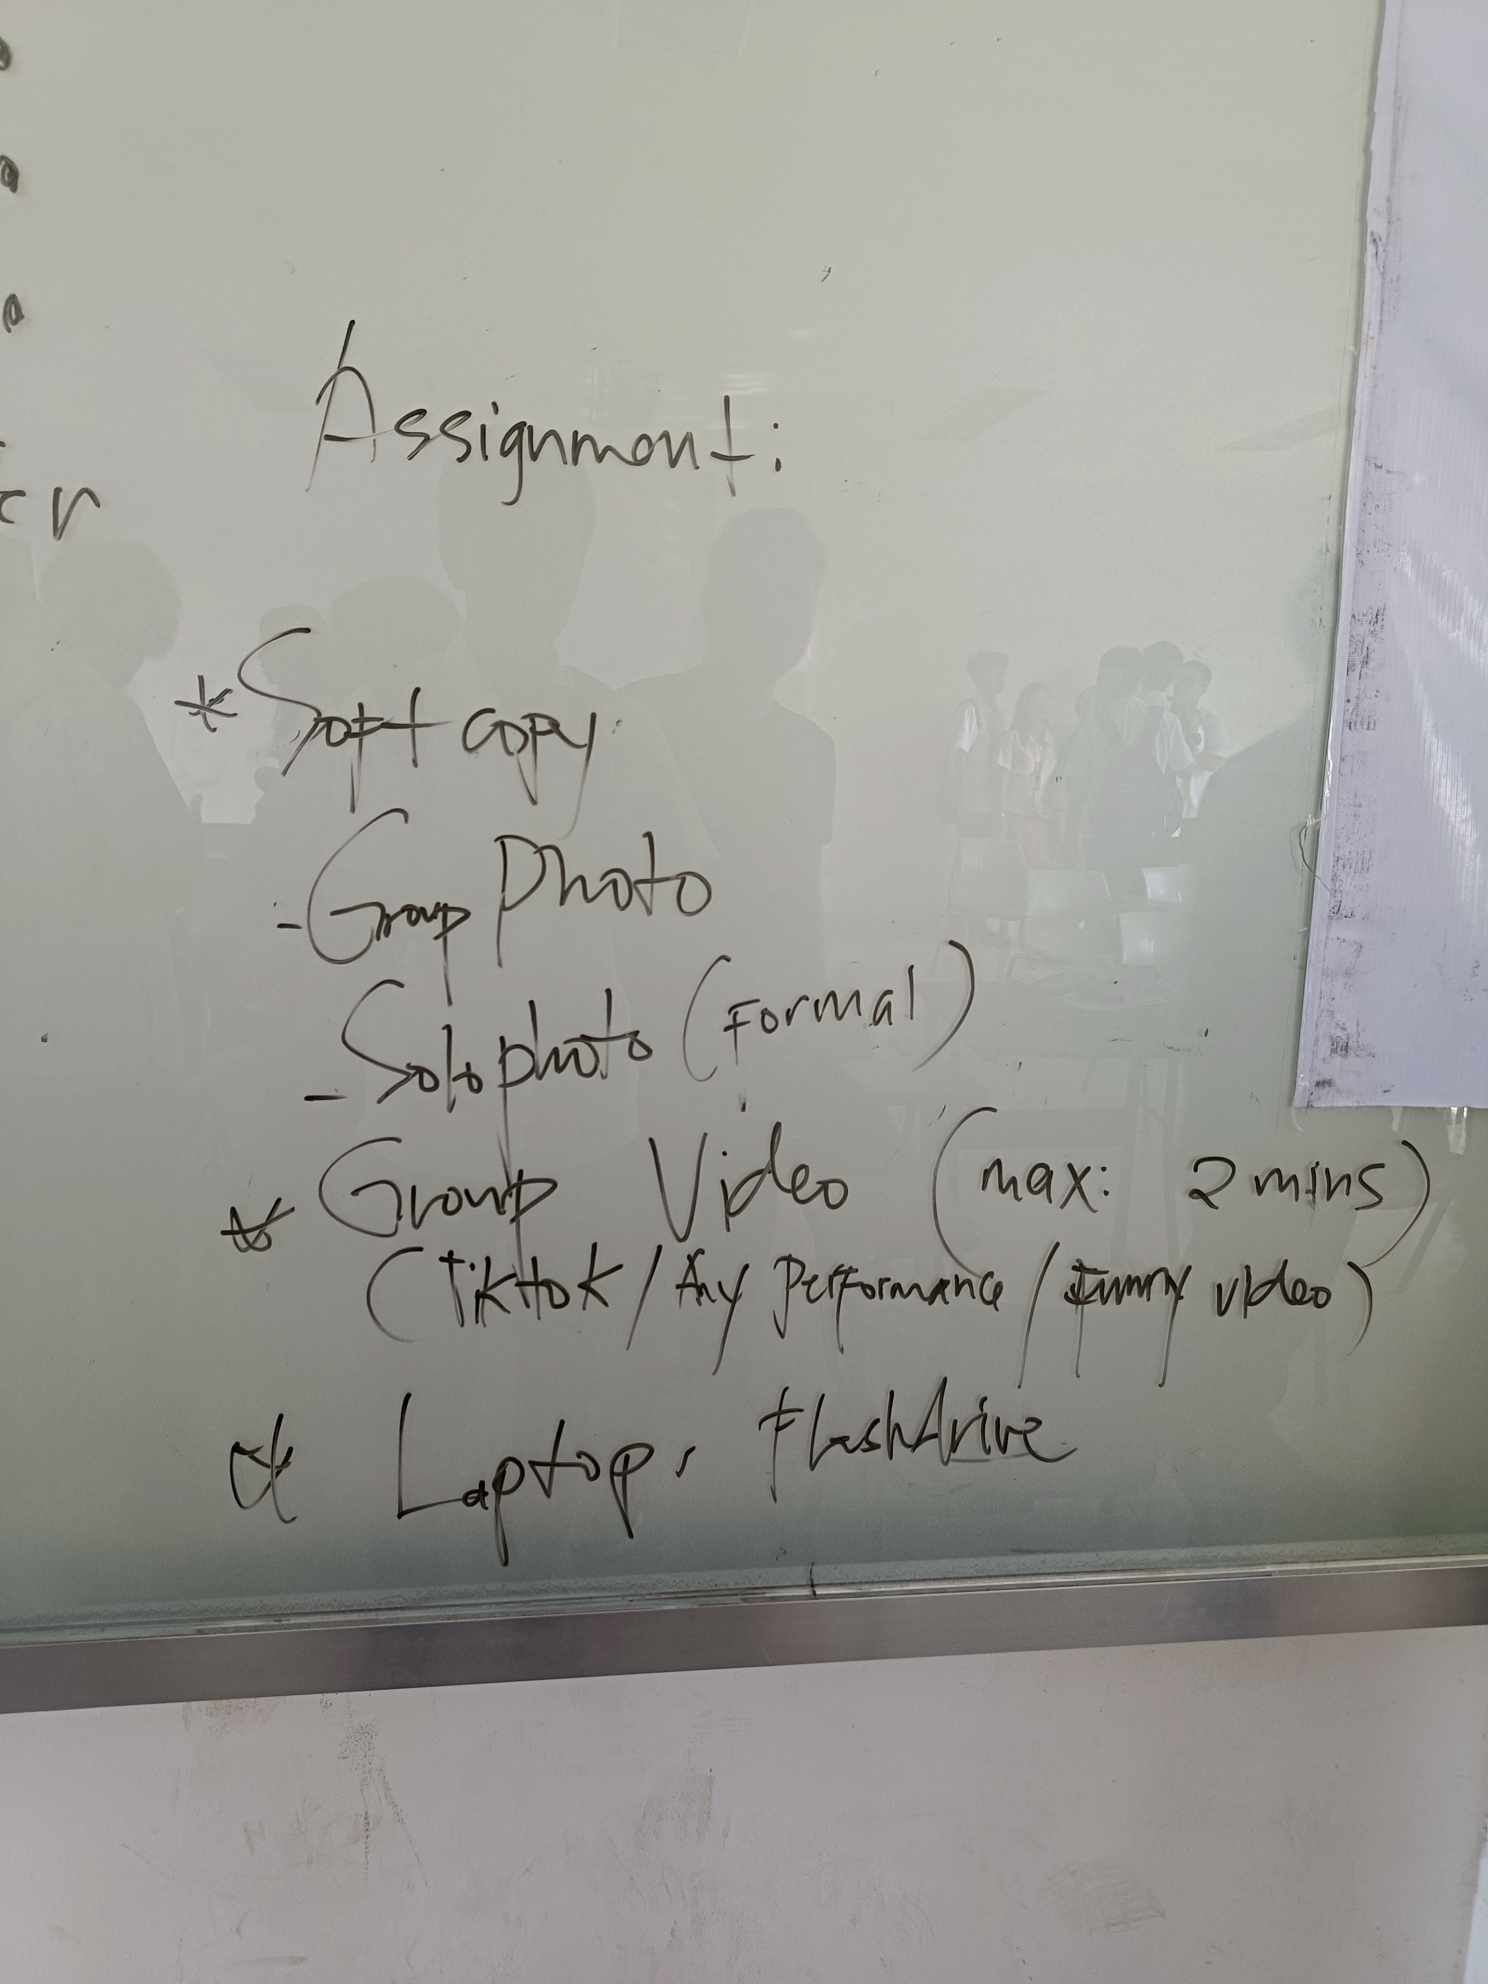 Assignment:
* Soft copy
- Group Photo
- Solo photo (Formal)
* Group Video (max: 2 mins)
(Tiktok / Any Performance / Funny video)
* Laptop, Flashdrive